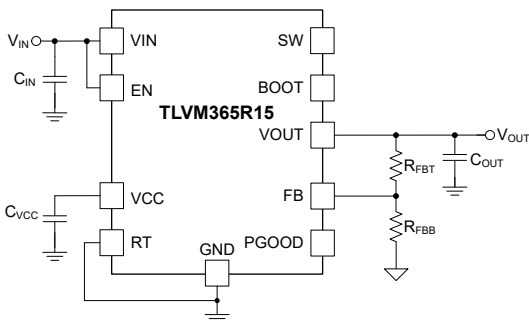 VIN
VIN
SW
CIN
EN
BOOT
TLVM365R15
VOUT
VOUT
RFBT
COUT
VCC
FB
CVCC
RFBB
RT
GND
PGOOD